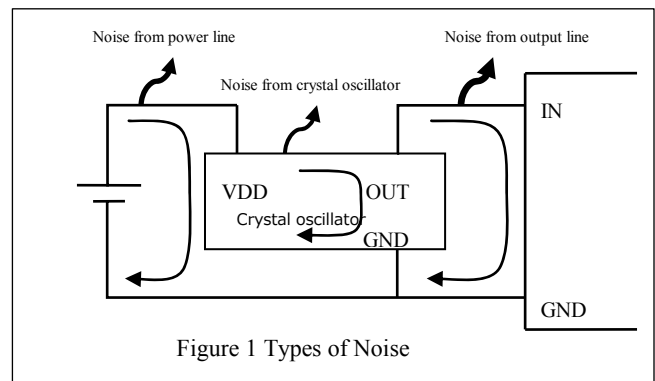 Noise from power line
Noise from output line
Noise from crystal oscillator
IN
VDD
OUT
Crystal oscillator
GND
GND
Figure 1 Types of Noise